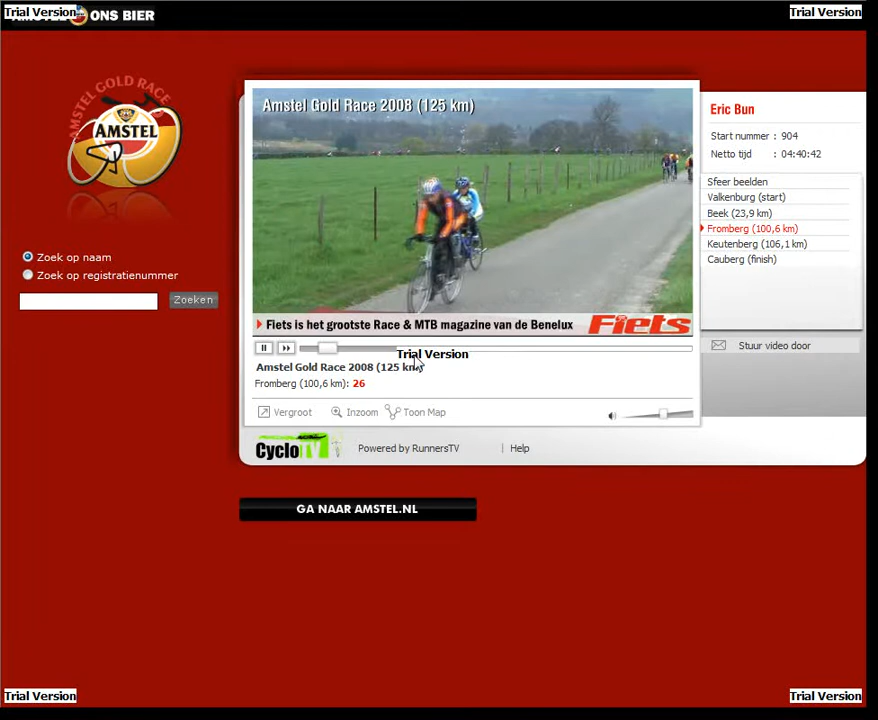 Trial Version
ONS BIER
Trial Version
AMSTEL GOLD RACE
AMSTEL
Amstel Gold Race 2008 (125 km)
Eric Bun
Start nummer : 904
Netto tijd : 04:40:42
Sfeer beelden
Valkenburg (start)
Beek (23,9 km)
Fromberg (100,6 km)
Keutenberg (106,1 km)
Cauberg (finish)
Zoek op naam
Zoek op registratienummer
Zoeken
Fiets is het grootste Race & MTB magazine van de Benelux
Fiets
Stuur video door
Trial Version
Amstel Gold Race 2008 (125 km)
Fromberg (100,6 km): 26
Vergroot
Inzoom
Toon Map
CycloTV
Powered by RunnersTV
Help
GA NAAR AMSTEL.NL
Trial Version
Trial Version